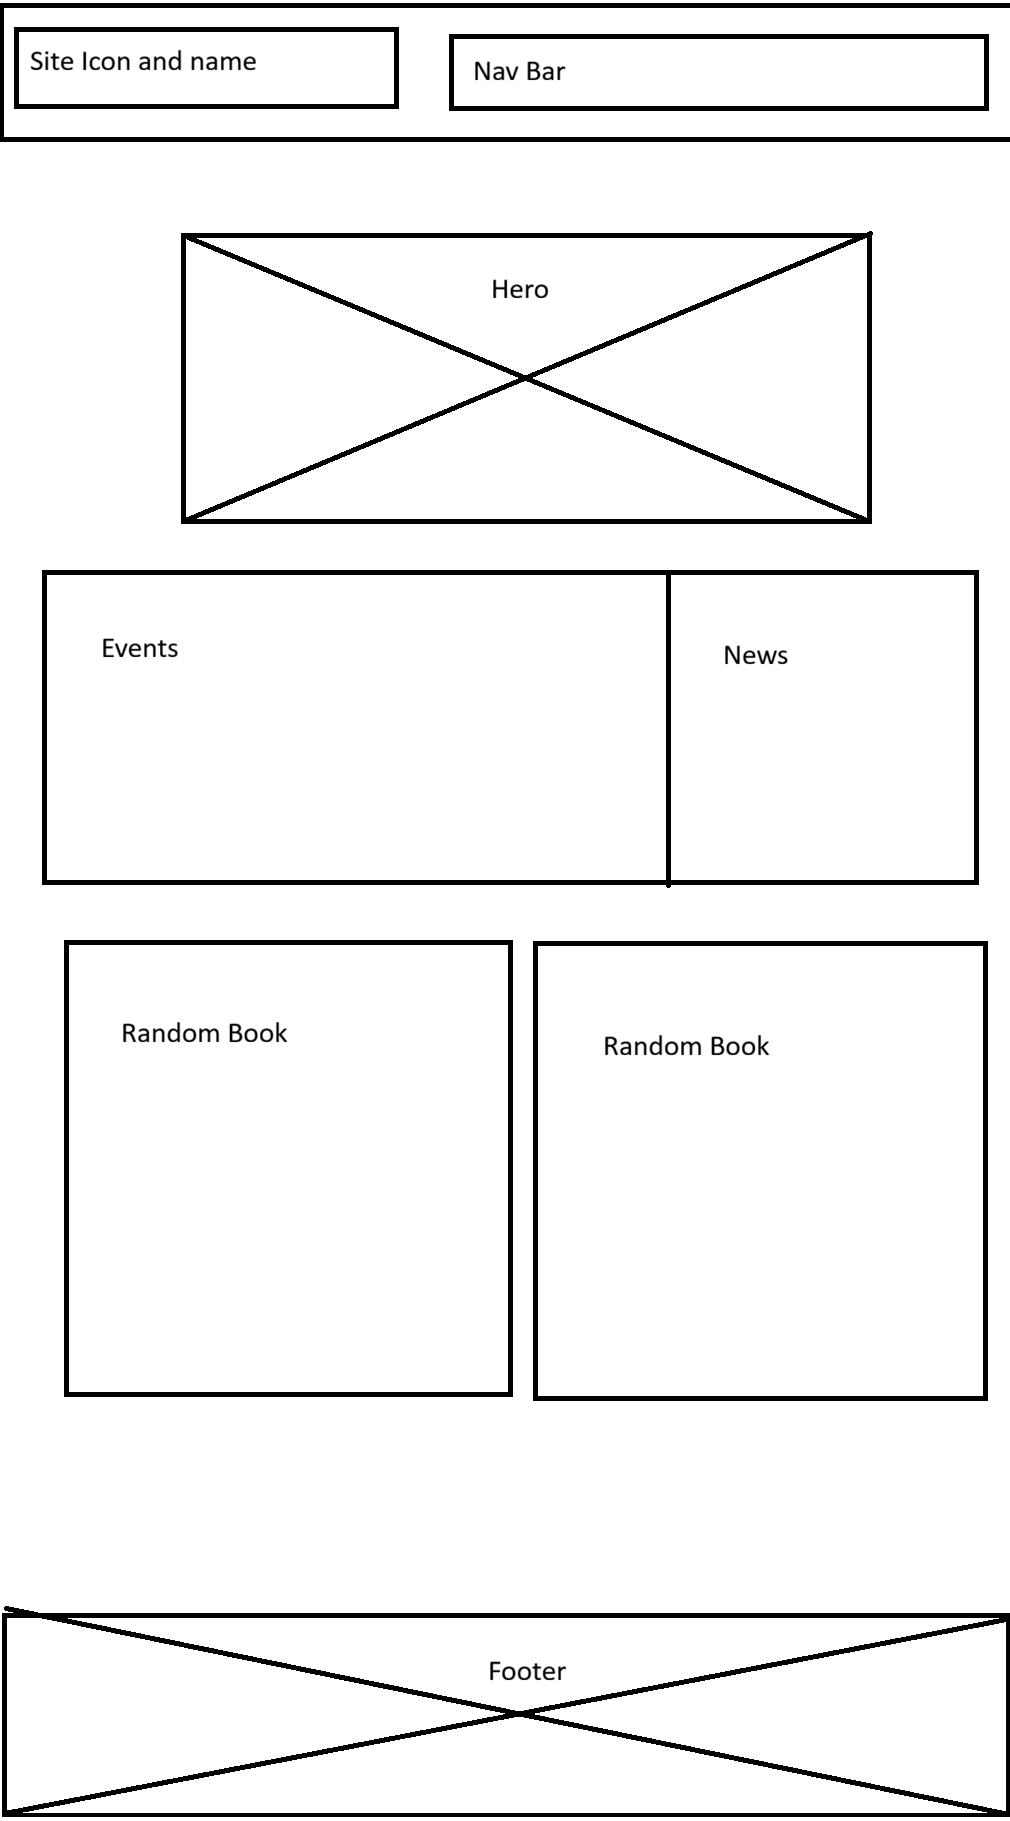 Site Icon and name
Nav Bar
Hero
Events
News
Random Book
Random Book
Footer